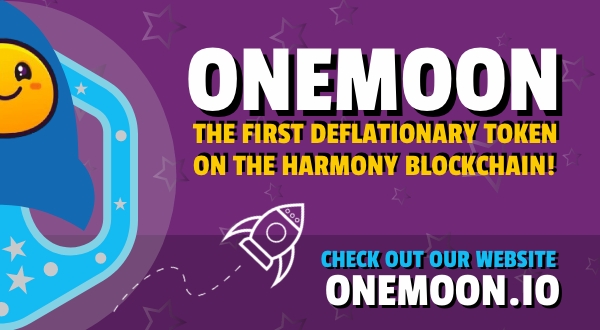 ONEMOON
THE FIRST DEFLATIONARY TOKEN
ON THE HARMONY BLOCKCHAIN!
CHECK OUT OUR WEBSITE
ONEMOON.IO